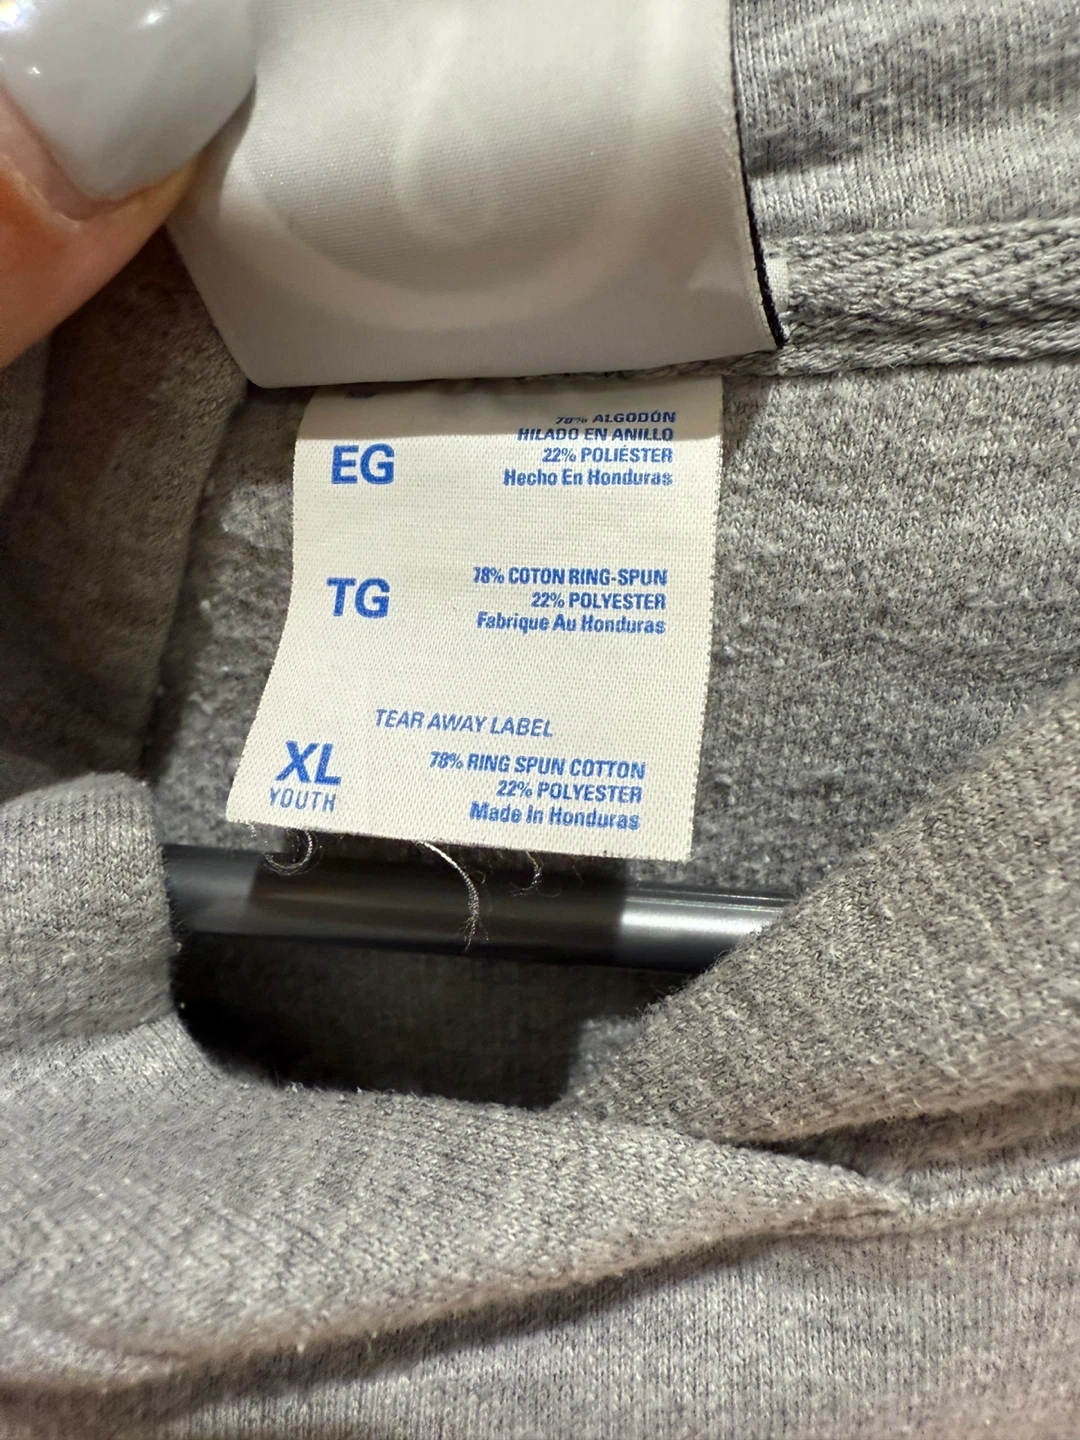 EG
78% ALGODÓN
HILADO EN ANILLO
22% POLIÉSTER
Hecho En Honduras
TG
78% COTON RING-SPUN
22% POLYESTER
Fabrique Au Honduras
TEAR AWAY LABEL
XL
YOUTH
78% RING SPUN COTTON
22% POLYESTER
Made In Honduras